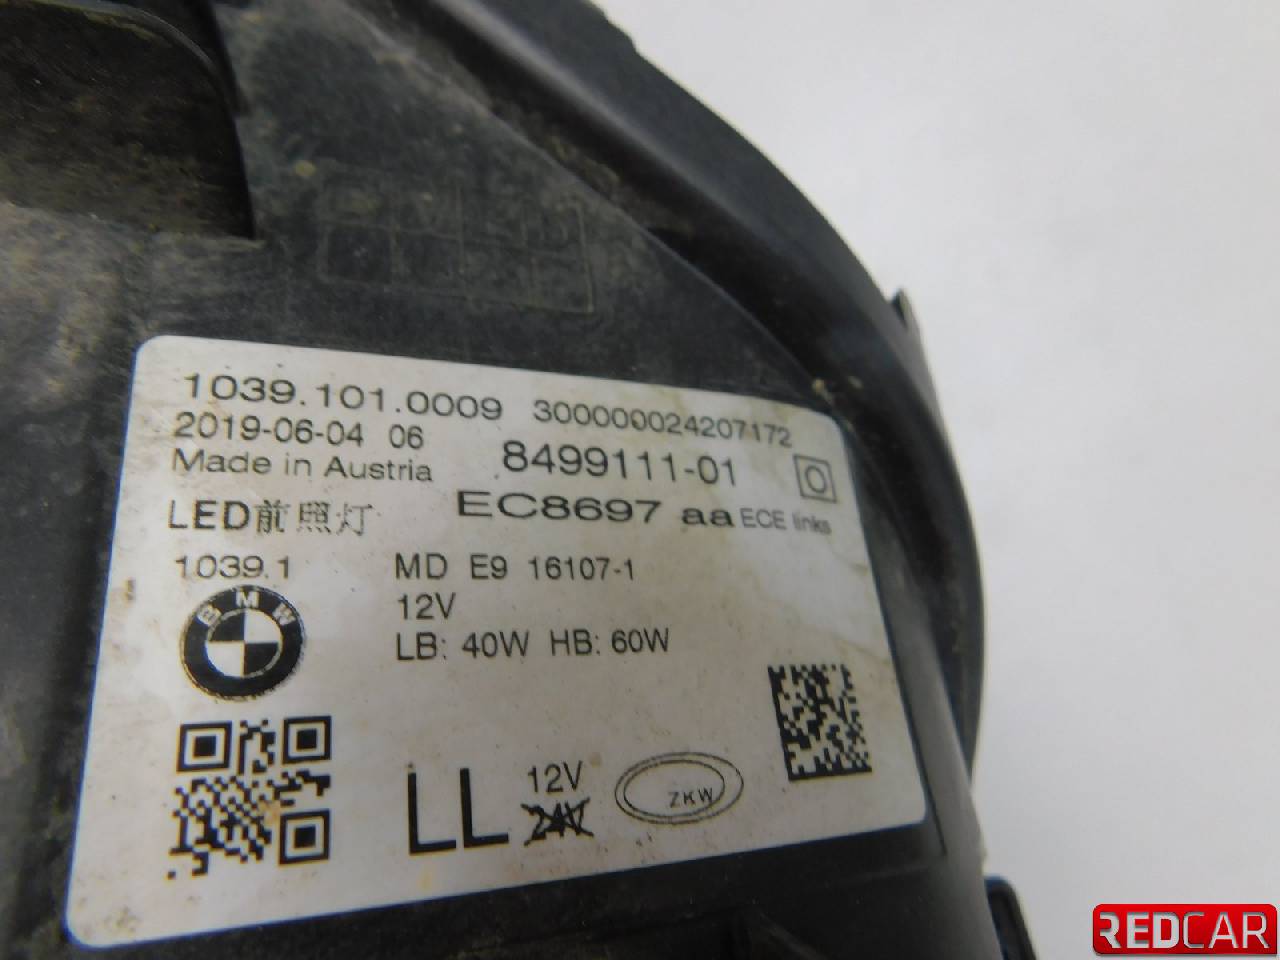 1039.101.0009 300000024207172
2019-06-04 06
Made in Austria 8499111-01 O
LED前照灯 EC8697 aa ECE links
1039.1 MD E9 16107-1
12V
LB: 40W HB: 60W
BMW
LL 12V
24V
ZKW
REDCAR